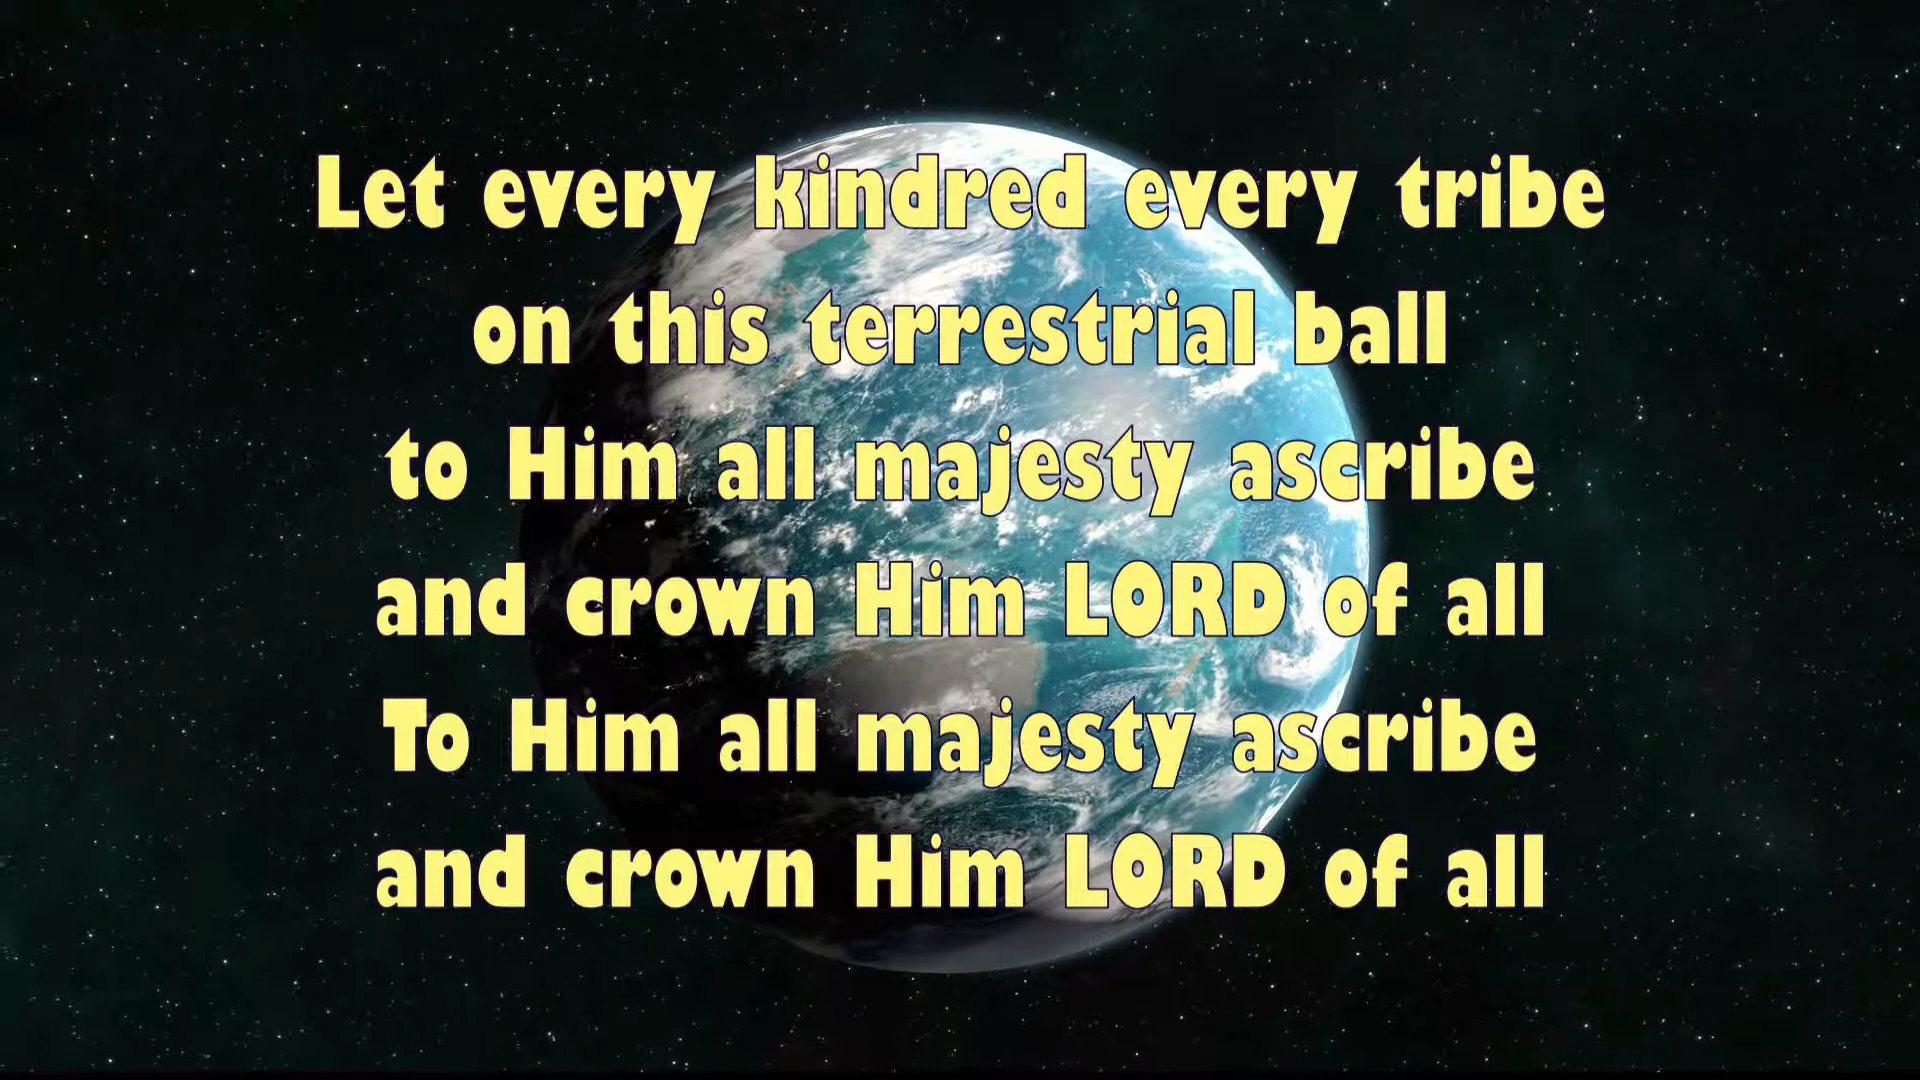 Let every kindred every tribe
on this terrestrial ball
to Him all majesty ascribe
and crown Him LORD of all
To Him all majesty ascribe
and crown Him LORD of all